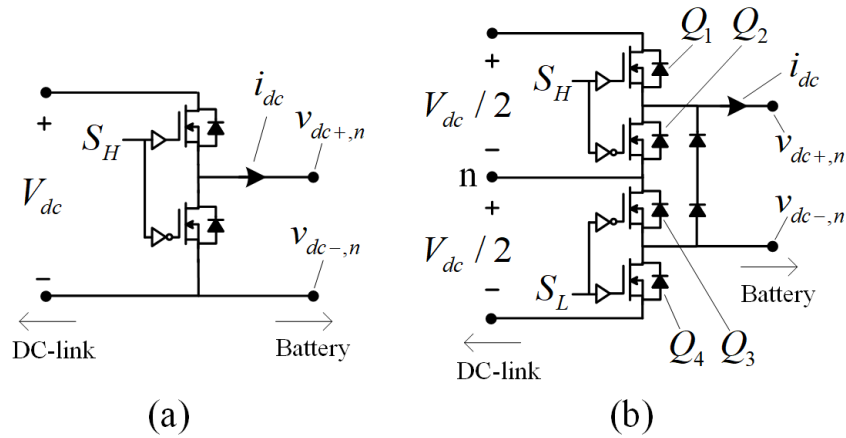 +
V_dc
−
S_H
i_dc
v_dc+,n
v_dc−,n
DC-link
Battery
(a)
Q_1
Q_2
+
V_dc / 2
−
S_H
i_dc
v_dc+,n
n
+
V_dc / 2
−
S_L
v_dc−,n
Battery
Q_4
Q_3
DC-link
(b)